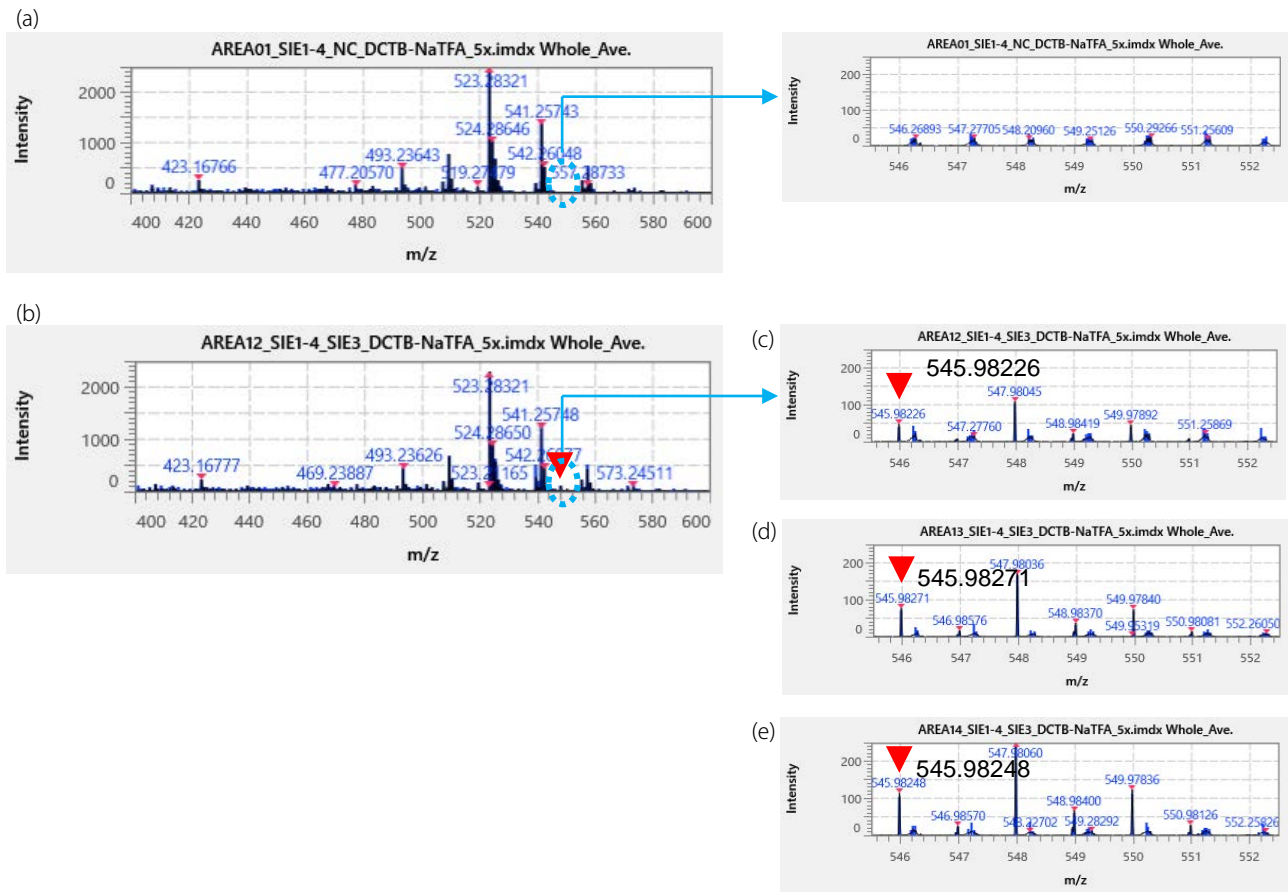 (a)
AREA01_SIE1-4_NC_DCTB-NaTFA_5x.imdx Whole_Ave.
Intensity
2000
1000
0
523.28321
541.25743
524.28646
542.26048
493.23643
423.16766
477.20570
557.28733
400 420 440 460 480 500 520 540 560 580 600
m/z
AREA01_SIE1-4_NC_DCTB-NaTFA_5x.imdx Whole_Ave.
Intensity
200
100
0
546.26893 547.27705 548.20960 549.25126 550.29266 551.25609
546 547 548 549 550 551 552
m/z
(b)
AREA12_SIE1-4_SIE3_DCTB-NaTFA_5x.imdx Whole_Ave.
Intensity
2000
1000
0
523.28321
541.25748
524.28650
493.23626
423.16777
469.23887
573.24511
400 420 440 460 480 500 520 540 560 580 600
m/z
(c)
AREA12_SIE1-4_SIE3_DCTB-NaTFA_5x.imdx Whole_Ave.
Intensity
200
100
0
545.98226
547.98045
545.98226
547.27760
548.98419
549.97892
551.25869
546 547 548 549 550 551 552
m/z
(d)
AREA13_SIE1-4_SIE3_DCTB-NaTFA_5x.imdx Whole_Ave.
Intensity
200
100
0
547.98036
545.98271
545.98271
546.98576
548.98370
549.97840
549.95319
550.98081
552.26050
546 547 548 549 550 551 552
m/z
(e)
AREA14_SIE1-4_SIE3_DCTB-NaTFA_5x.imdx Whole_Ave.
Intensity
200
100
0
547.98060
545.98248
545.98248
546.98570
548.22702
548.98400
549.28292
549.97836
550.98126
552.25826
546 547 548 549 550 551 552
m/z